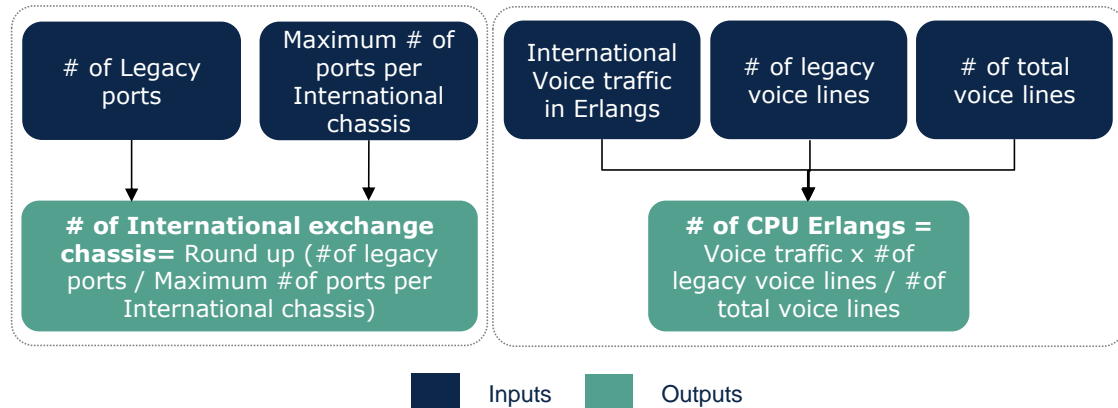 # of Legacy
ports
Maximum # of
ports per
International
chassis
International
Voice traffic
in Erlangs
# of legacy
voice lines
# of total
voice lines
# of International exchange
chassis= Round up (#of legacy
ports / Maximum #of ports per
International chassis)
# of CPU Erlangs =
Voice traffic x #of
legacy voice lines / #of
total voice lines
Inputs
Outputs